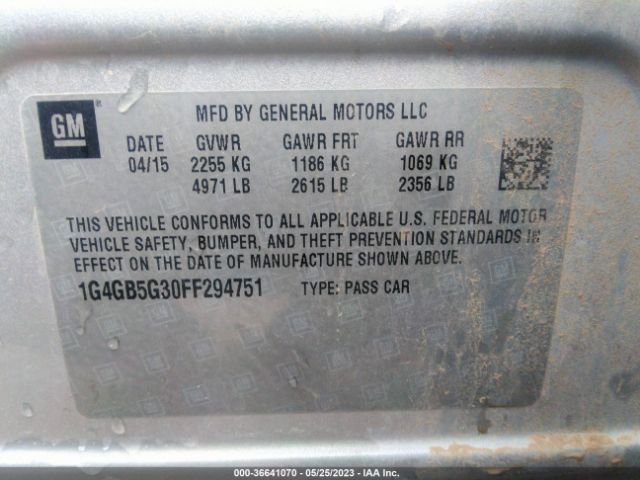 GM
MFD BY GENERAL MOTORS LLC
DATE GVWR GAWR FRT GAWR RR
04/15 2255 KG 1186 KG 1069 KG
4971 LB 2615 LB 2356 LB
THIS VEHICLE CONFORMS TO ALL APPLICABLE U.S. FEDERAL MOTOR
VEHICLE SAFETY, BUMPER, AND THEFT PREVENTION STANDARDS IN
EFFECT ON THE DATE OF MANUFACTURE SHOWN ABOVE.
1G4GB5G30FF294751 TYPE: PASS CAR
000-36641070 - 05/25/2023 - IAA Inc.